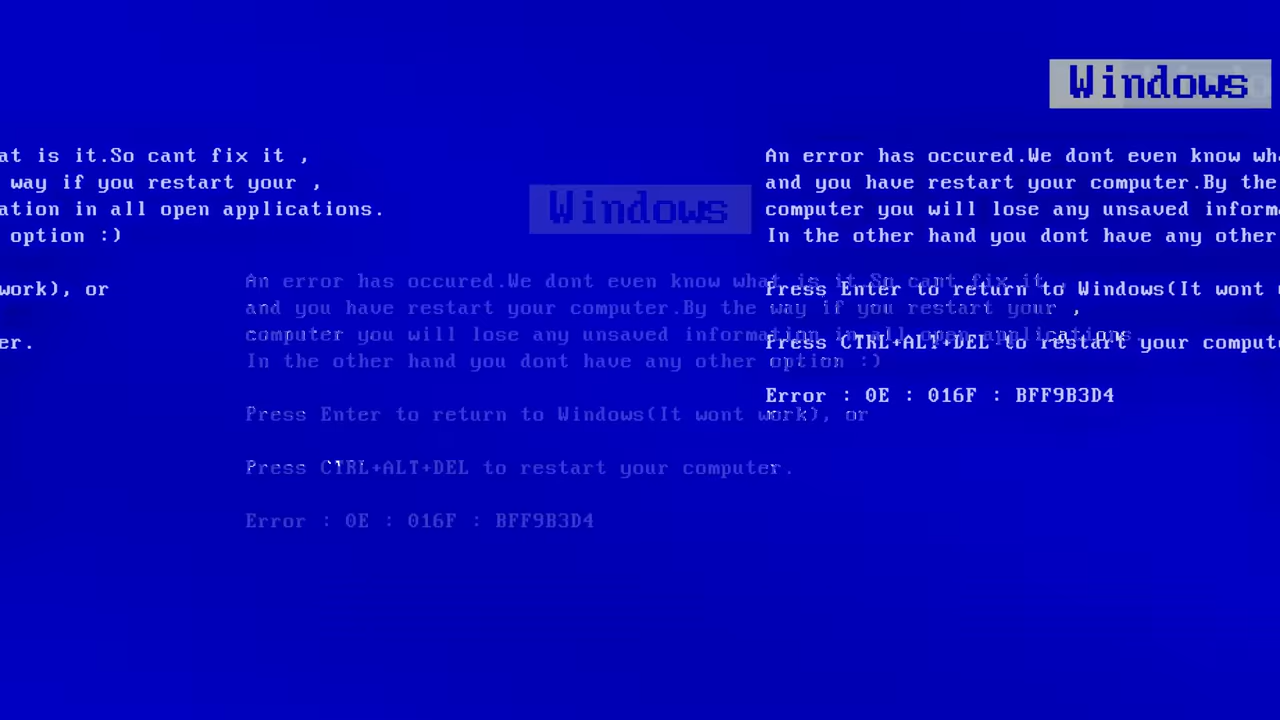 Windows
An error has occured.We dont even know what is it.So cant fix it ,
and you have restart your computer.By the way if you restart your ,
computer you will lose any unsaved information in all open applications.
In the other hand you dont have any other option :)
Press Enter to return to Windows(It wont work), or
Press CTRL+ALT+DEL to restart your computer.
Error : 0E : 016F : BFF9B3D4
Windows
An error has occured.We dont even know what is it.So cant fix it ,
and you have restart your computer.By the way if you restart your ,
computer you will lose any unsaved information in all open applications.
In the other hand you dont have any other option :)
Press Enter to return to Windows(It wont work), or
Press CTRL+ALT+DEL to restart your computer.
Error : 0E : 016F : BFF9B3D4